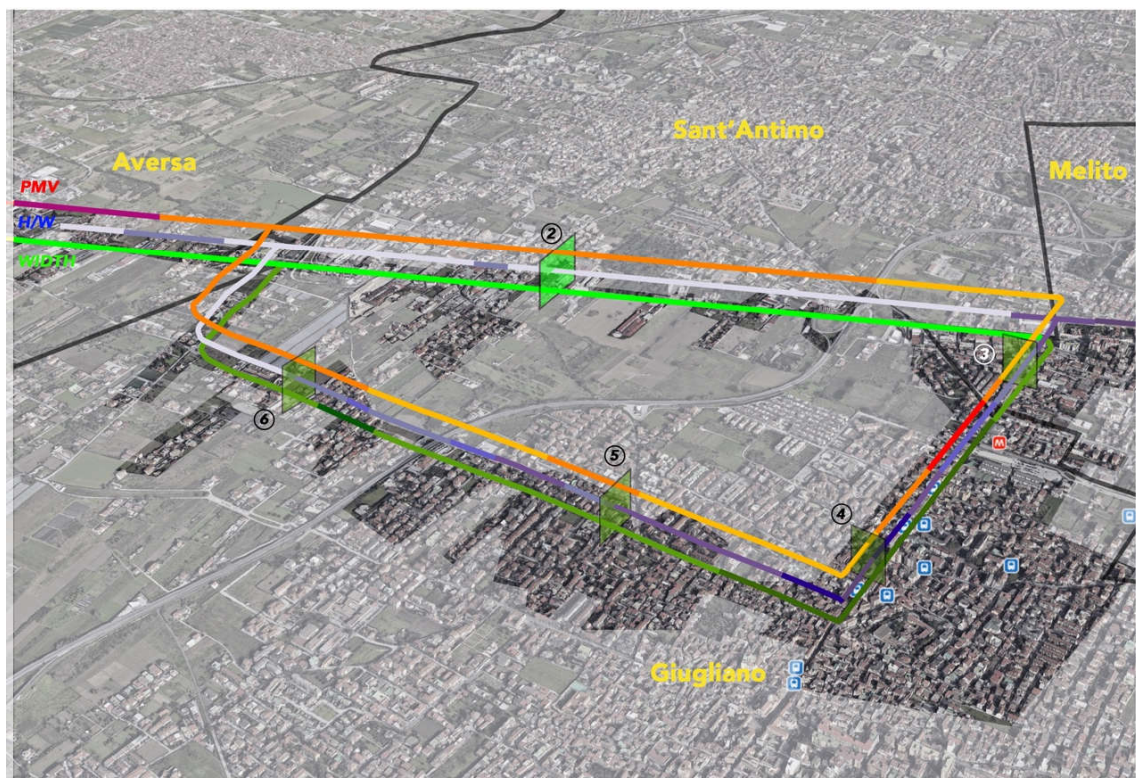 Sant'Antimo
Aversa
Melito
PMV
H/W
WIDTH
2
3
M
6
5
4
Giugliano